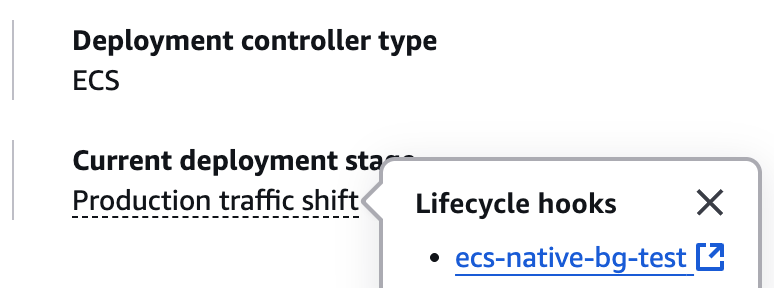 Deployment controller type
ECS
Current deployment stage
Production traffic shift
Lifecycle hooks
ecs-native-bg-test